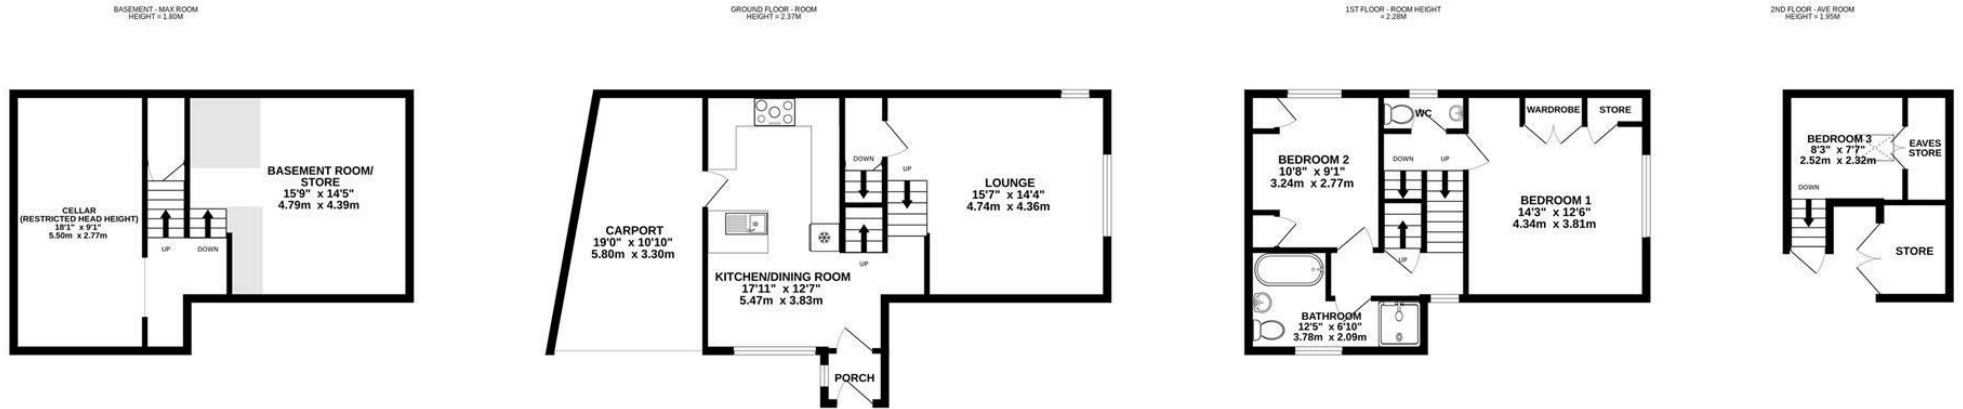 BASEMENT - MAX ROOM
HEIGHT = 1.80M
GROUND FLOOR - ROOM
HEIGHT = 2.37M
1ST FLOOR - ROOM HEIGHT
= 2.28M
2ND FLOOR - AVE ROOM
HEIGHT = 1.95M
CELLAR
(RESTRICTED HEAD HEIGHT)
18'1" x 9'1"
5.50m x 2.77m
UP
DOWN
BASEMENT ROOM/
STORE
15'9" x 14'5"
4.79m x 4.39m
CARPORT
19'0" x 10'10"
5.80m x 3.30m
KITCHEN/DINING ROOM
17'11" x 12'7"
5.47m x 3.83m
DOWN
UP
UP
LOUNGE
15'7" x 14'4"
4.74m x 4.36m
PORCH
BEDROOM 2
10'8" x 9'1"
3.24m x 2.77m
WC
DOWN
UP
UP
WARDROBE
STORE
BEDROOM 1
14'3" x 12'6"
4.34m x 3.81m
BATHROOM
12'5" x 6'10"
3.78m x 2.09m
BEDROOM 3
8'3" x 7'7"
2.52m x 2.32m
DOWN
EAVES
STORE
STORE